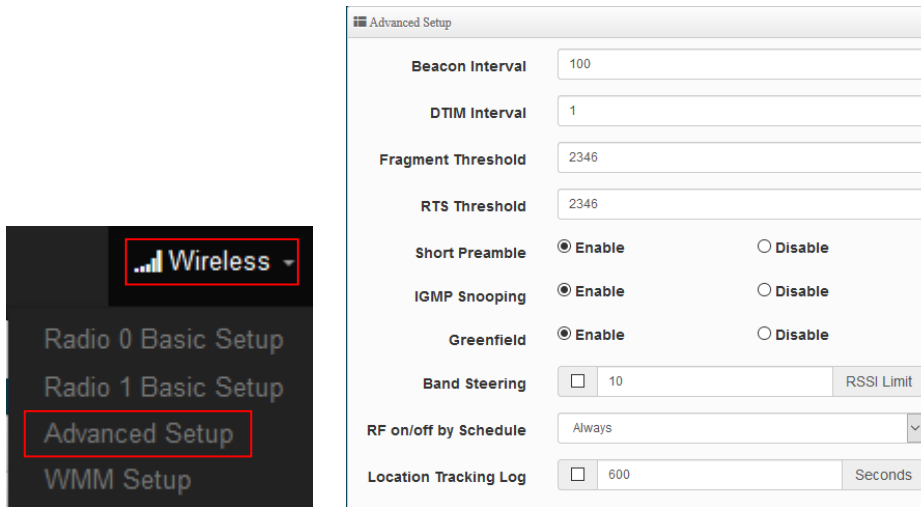 Wireless
Radio 0 Basic Setup
Radio 1 Basic Setup
Advanced Setup
WMM Setup
Advanced Setup
Beacon Interval 100
DTIM Interval 1
Fragment Threshold 2346
RTS Threshold 2346
Short Preamble Enable Disable
IGMP Snooping Enable Disable
Greenfield Enable Disable
Band Steering 10 RSSI Limit
RF on/off by Schedule Always
Location Tracking Log 600 Seconds